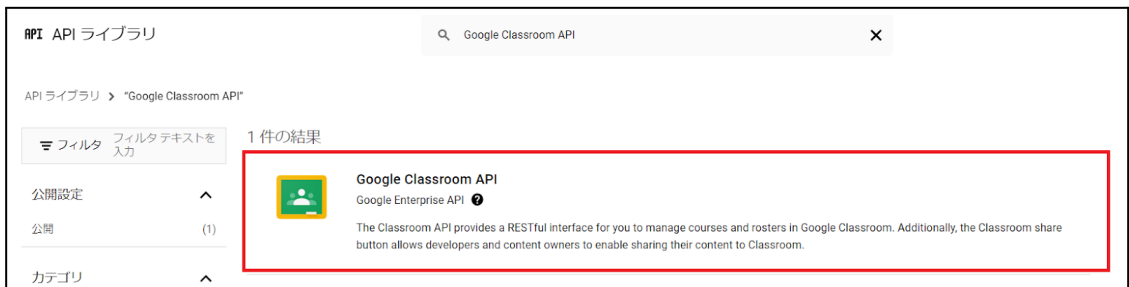 API API ライブラリ
Google Classroom API
API ライブラリ > "Google Classroom API"
フィルタ フィルタ テキストを
入力
1 件の結果
Google Classroom API
Google Enterprise API
The Classroom API provides a RESTful interface for you to manage courses and rosters in Google Classroom. Additionally, the Classroom share
button allows developers and content owners to enable sharing their content to Classroom.
公開設定
公開 (1)
カテゴリ